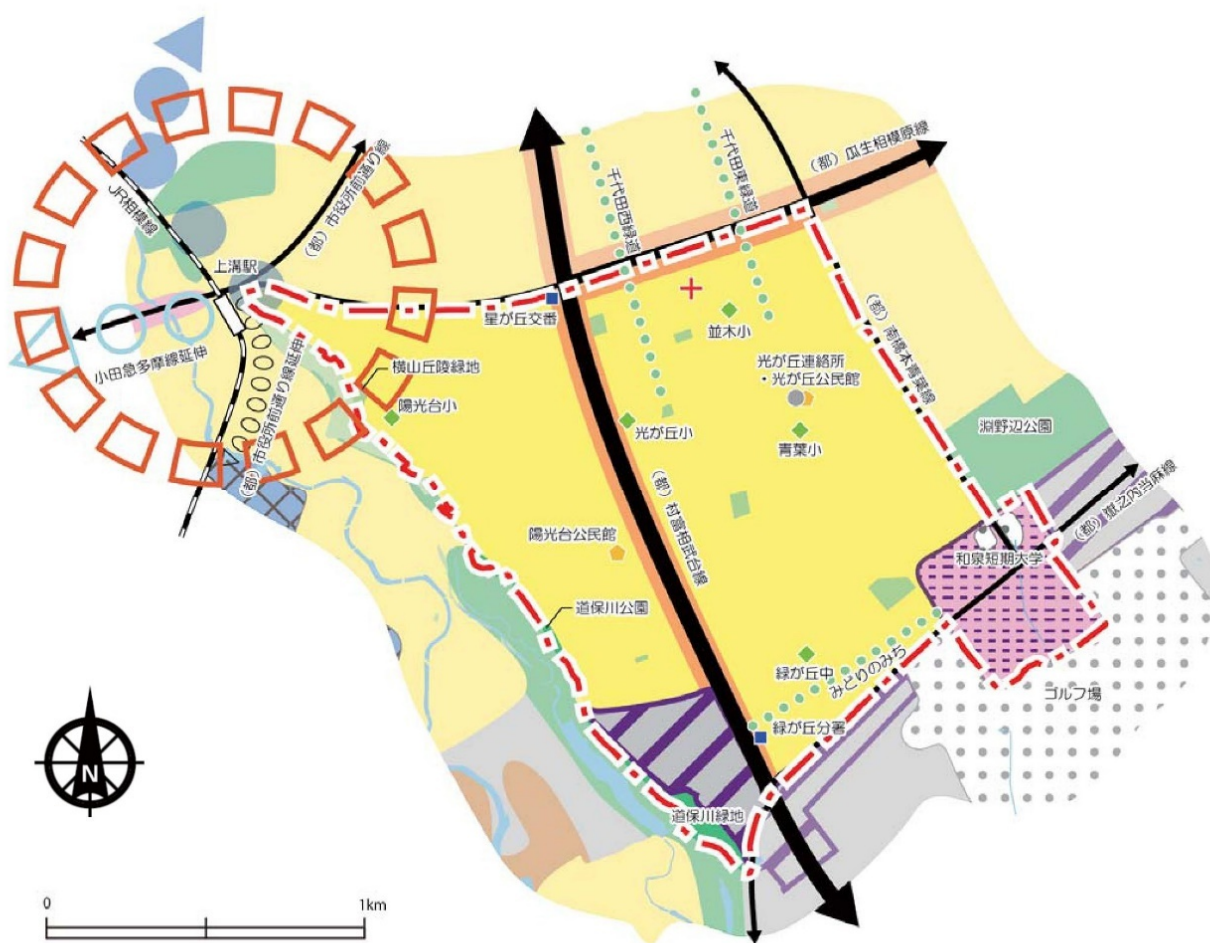 JR相模線
(都)市役所前通り線
上溝駅
小田急多摩線延伸
(都)市役所前通り線延伸
千代田西緑道
千代田東緑道
(都)瓜生相模原線
星が丘交番
並木小
横山丘陵緑地
陽光台小
光が丘小
光が丘連絡所
・光が丘公民館
青葉小
(都)南橋本青葉線
淵野辺公園
(都)嶽之内当麻線
和泉短期大学
(都)村富相武台線
陽光台公民館
道保川公園
緑が丘中
みどりのみち
ゴルフ場
緑が丘分署
道保川緑地
N
0
1km